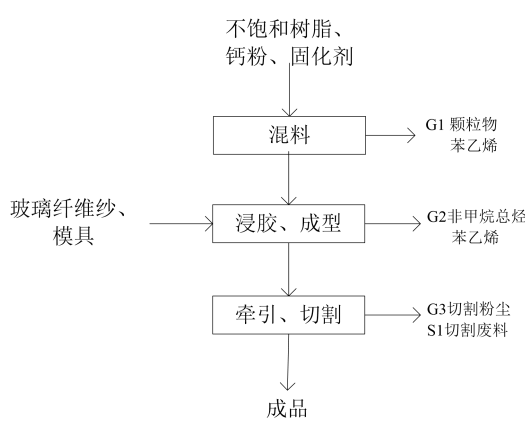 不饱和树脂、
钙粉、固化剂
混料
G1 颗粒物
苯乙烯
玻璃纤维纱、
模具
浸胶、成型
G2非甲烷总烃
苯乙烯
牵引、切割
G3切割粉尘
S1切割废料
成品